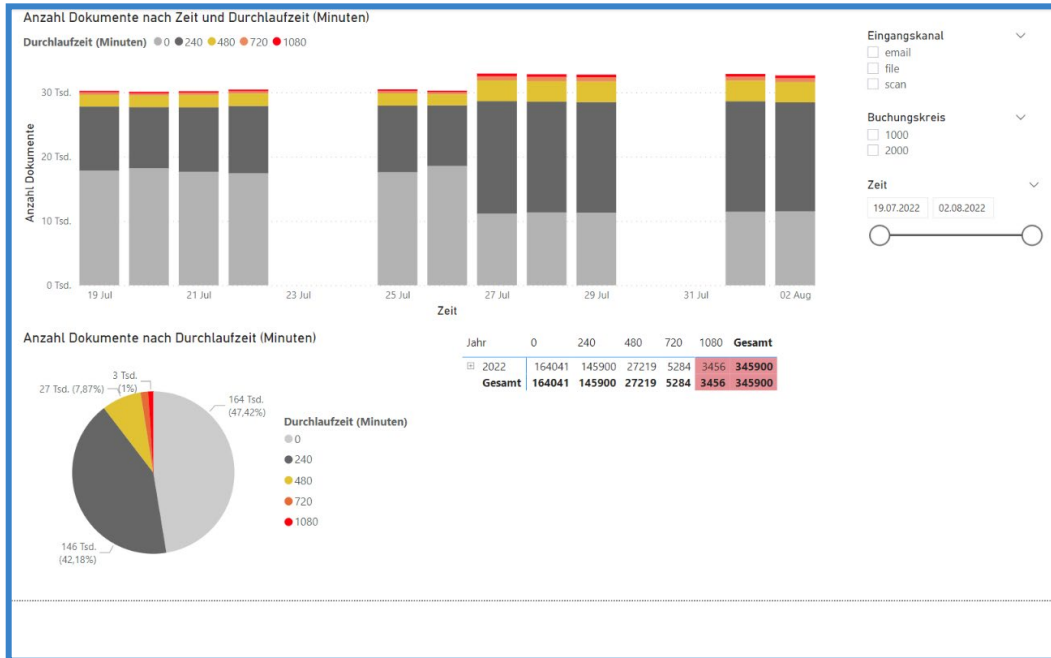 Anzahl Dokumente nach Zeit und Durchlaufzeit (Minuten)
Durchlaufzeit (Minuten) 0 240 480 720 1080
30 Tsd.
20 Tsd.
10 Tsd.
0 Tsd.
Anzahl Dokumente
19 Jul 21 Jul 23 Jul 25 Jul 27 Jul 29 Jul 31 Jul 02 Aug
Zeit
Eingangskanal
email
file
scan
Buchungskreis
1000
2000
Zeit
19.07.2022 02.08.2022
Anzahl Dokumente nach Durchlaufzeit (Minuten)
3 Tsd.
(1%)
27 Tsd. (7,87%)
164 Tsd.
(47,42%)
146 Tsd.
(42,18%)
Durchlaufzeit (Minuten)
0
240
480
720
1080
Jahr 0 240 480 720 1080 Gesamt
2022 164041 145900 27219 5284 3456 345900
Gesamt 164041 145900 27219 5284 3456 345900